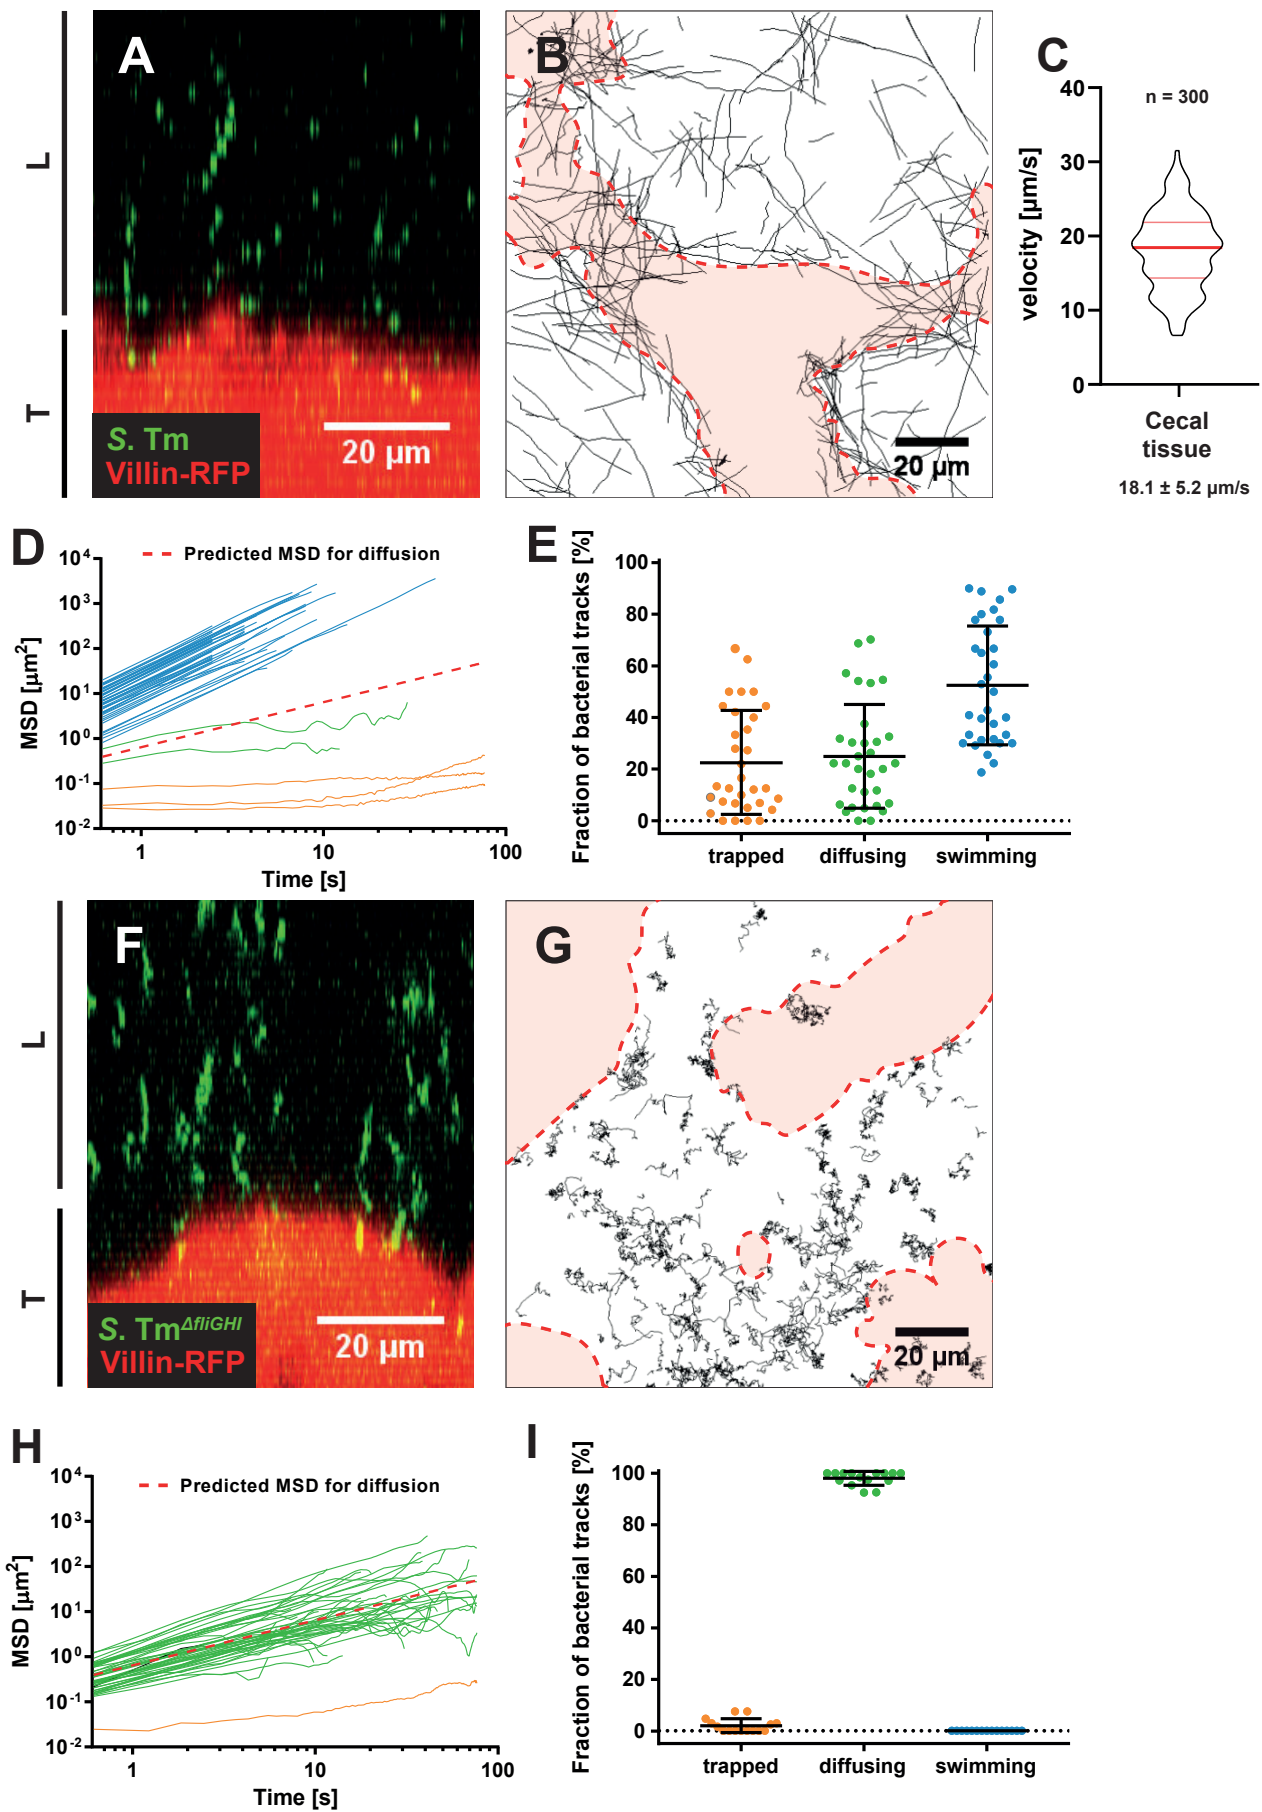 A
L
T
S. Tm
Villin-RFP
20 µm
B
20 µm
C
n = 300
velocity [µm/s]
40
30
20
10
0
Cecal
tissue
18.1 ± 5.2 µm/s
D
Predicted MSD for diffusion
MSD [µm²]
10⁴
10³
10²
10¹
10⁰
10⁻¹
10⁻²
1 10 100
Time [s]
E
Fraction of bacterial tracks [%]
100
80
60
40
20
0
trapped diffusing swimming
F
L
T
S. Tm^ΔfliGHI
Villin-RFP
20 µm
G
20 µm
H
Predicted MSD for diffusion
MSD [µm²]
10⁴
10³
10²
10¹
10⁰
10⁻¹
10⁻²
1 10 100
Time [s]
I
Fraction of bacterial tracks [%]
100
80
60
40
20
0
trapped diffusing swimming